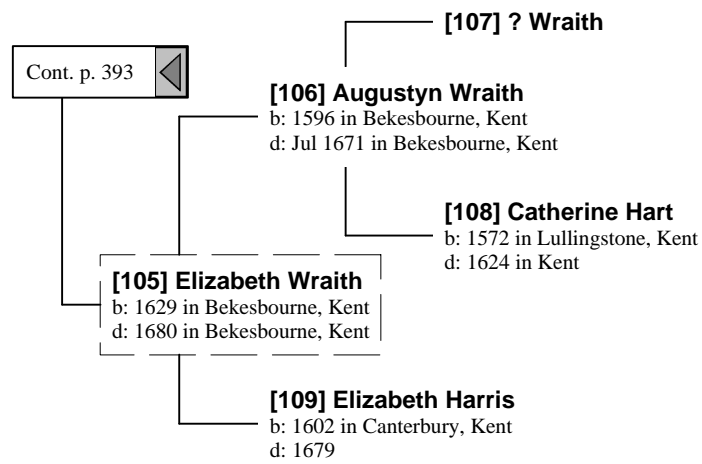 [107] ? Wraith
Cont. p. 393
[106] Augustyn Wraith
b: 1596 in Bekesbourne, Kent
d: Jul 1671 in Bekesbourne, Kent
[108] Catherine Hart
b: 1572 in Lullingstone, Kent
d: 1624 in Kent
[105] Elizabeth Wraith
b: 1629 in Bekesbourne, Kent
d: 1680 in Bekesbourne, Kent
[109] Elizabeth Harris
b: 1602 in Canterbury, Kent
d: 1679